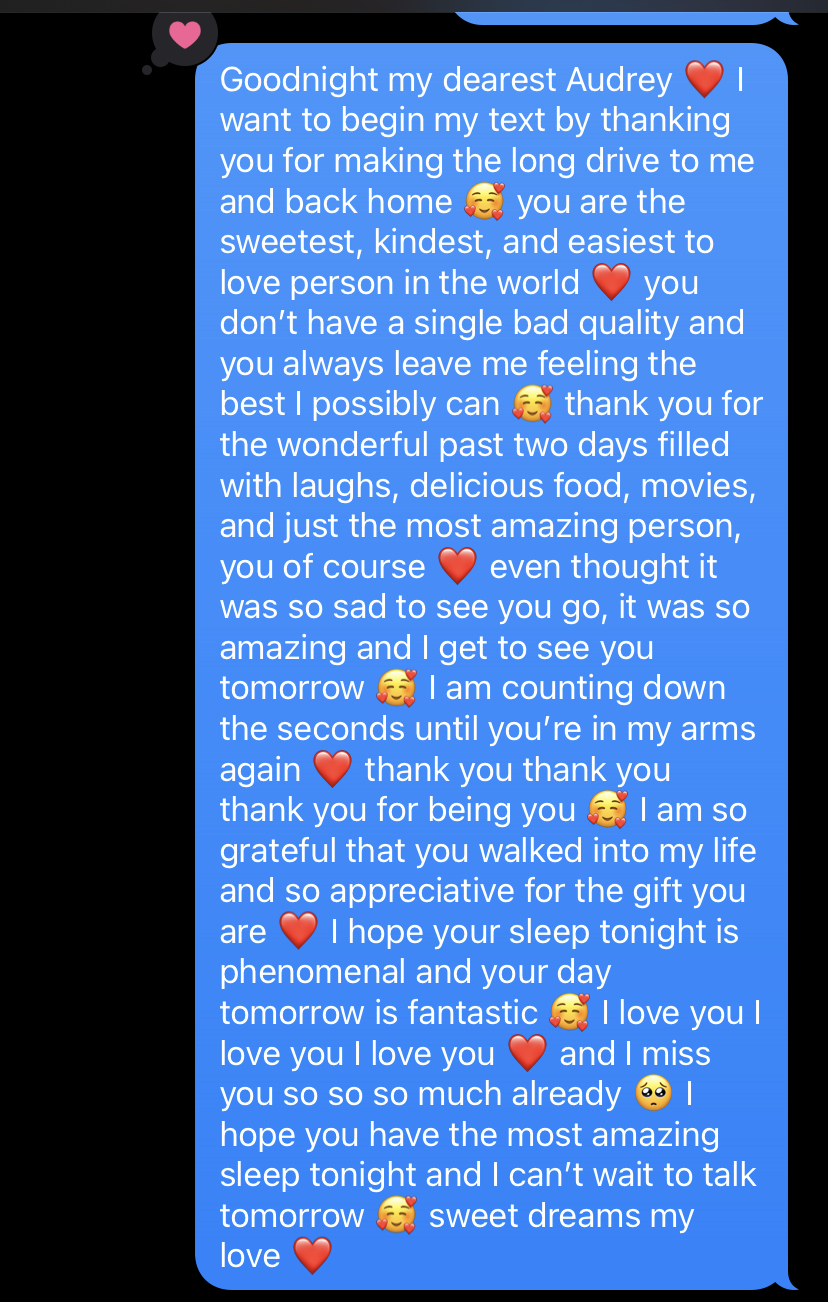 Goodnight my dearest Audrey ❤️ I
want to begin my text by thanking
you for making the long drive to me
and back home 🥰 you are the
sweetest, kindest, and easiest to
love person in the world ❤️ you
don’t have a single bad quality and
you always leave me feeling the
best I possibly can 🥰 thank you for
the wonderful past two days filled
with laughs, delicious food, movies,
and just the most amazing person,
you of course ❤️ even thought it
was so sad to see you go, it was so
amazing and I get to see you
tomorrow 🥰 I am counting down
the seconds until you’re in my arms
again ❤️ thank you thank you
thank you for being you 🥰 I am so
grateful that you walked into my life
and so appreciative for the gift you
are ❤️ I hope your sleep tonight is
phenomenal and your day
tomorrow is fantastic 🥰 I love you I
love you I love you ❤️ and I miss
you so so so much already 🥺 I
hope you have the most amazing
sleep tonight and I can’t wait to talk
tomorrow 🥰 sweet dreams my
love ❤️